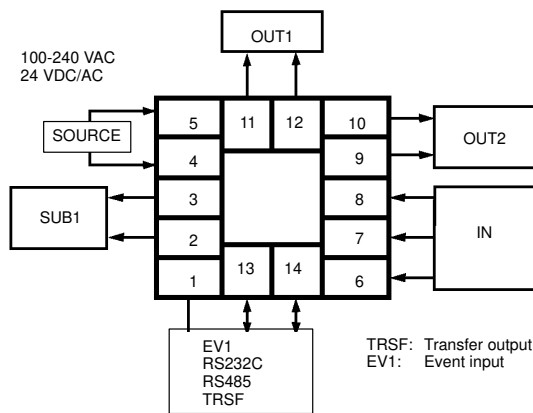 OUT1
100-240 VAC
24 VDC/AC
5
11
12
10
SOURCE
OUT2
4
9
3
8
SUB1
IN
2
7
1
13
14
6
EV1
RS232C
RS485
TRSF
TRSF: Transfer output
EV1: Event input